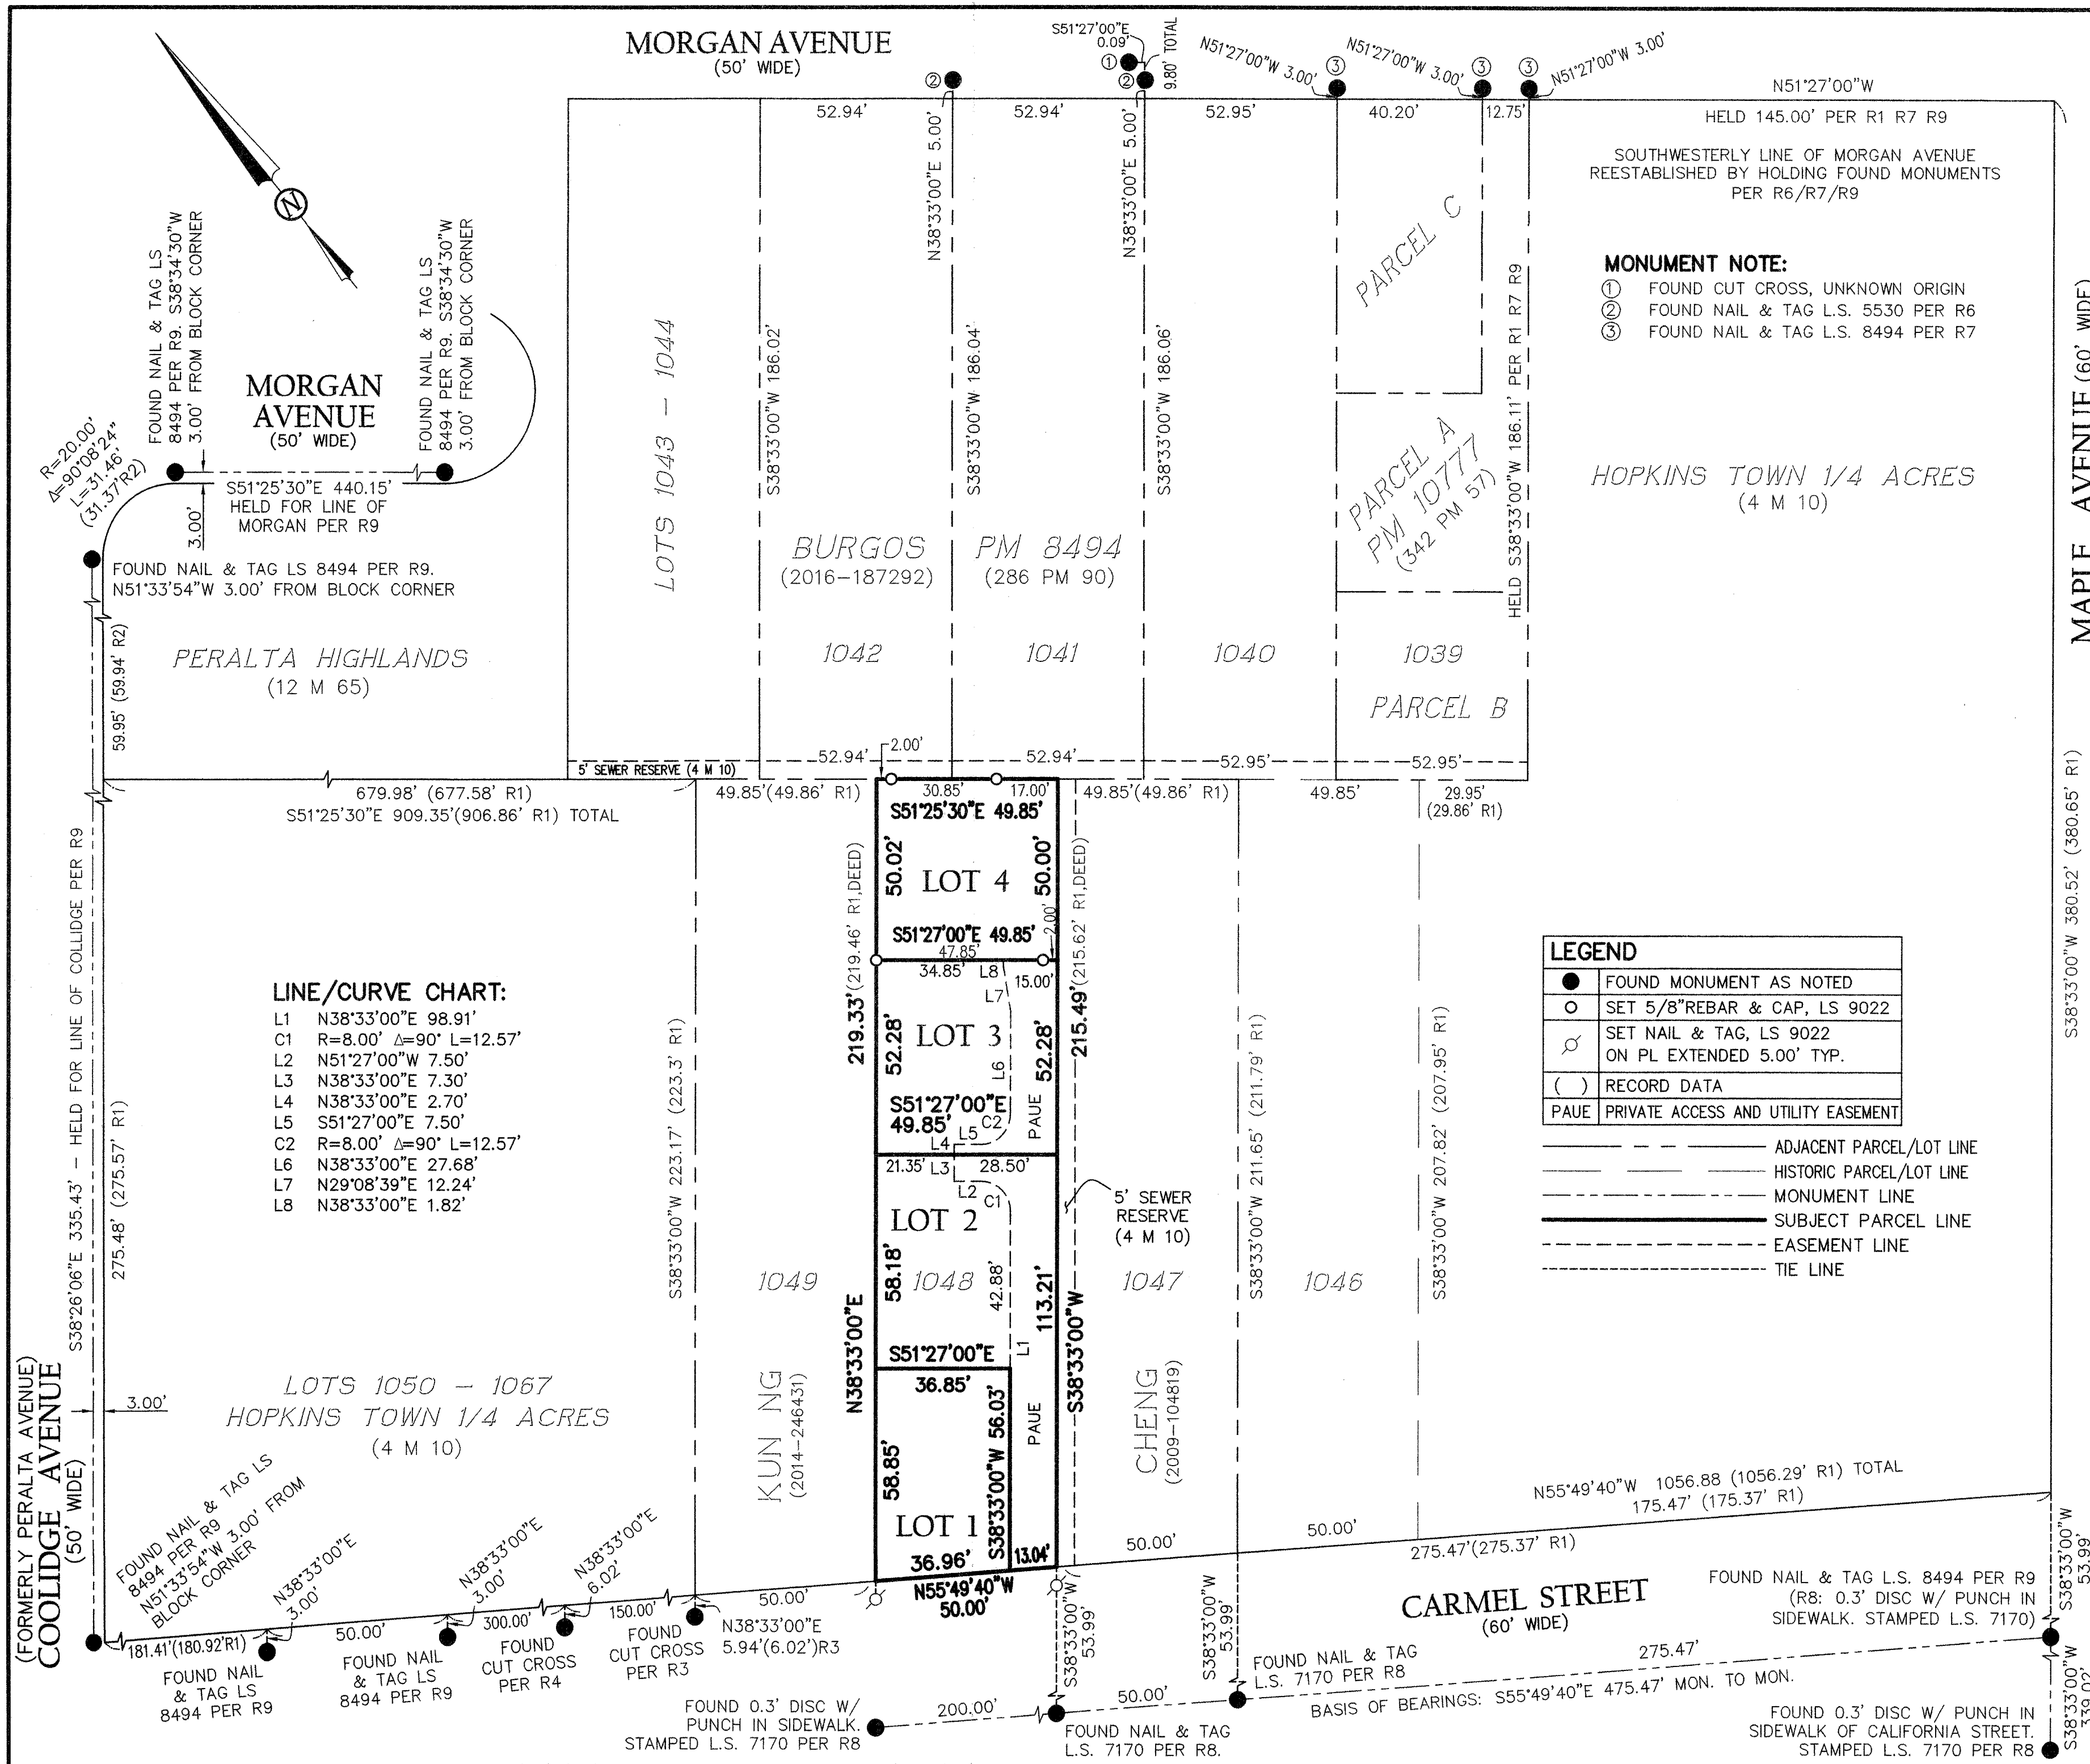 MORGAN AVENUE
(50' WIDE)
S51°27'00"E
0.09'
①
②
②
9.80' TOTAL
N51°27'00"W 3.00'
③
N51°27'00"W 3.00'
③
③
N51°27'00"W 3.00'
N51°27'00"W
52.94'
52.94'
52.95'
40.20'
12.75'
HELD 145.00' PER R1 R7 R9
SOUTHWESTERLY LINE OF MORGAN AVENUE
REESTABLISHED BY HOLDING FOUND MONUMENTS
PER R6/R7/R9
N38°33'00"E 5.00'
N38°33'00"E 5.00'
N
MONUMENT NOTE:
① FOUND CUT CROSS, UNKNOWN ORIGIN
② FOUND NAIL & TAG L.S. 5530 PER R6
③ FOUND NAIL & TAG L.S. 8494 PER R7
FOUND NAIL & TAG LS
8494 PER R9. S38°34'30"W
3.00' FROM BLOCK CORNER
MORGAN
AVENUE
(50' WIDE)
FOUND NAIL & TAG LS
8494 PER R9. S38°34'30"W
3.00' FROM BLOCK CORNER
R=20.00'
Δ=90°08'24"
L=31.46'
(31.37'R2)
S51°25'30"E 440.15'
HELD FOR LINE OF
MORGAN PER R9
3.00'
FOUND NAIL & TAG LS 8494 PER R9.
N51°33'54"W 3.00' FROM BLOCK CORNER
59.95' (59.94' R2)
PERALTA HIGHLANDS
(12 M 65)
LOTS 1043 – 1044
S38°33'00"W 186.02'
S38°33'00"W 186.04'
S38°33'00"W 186.06'
BURGOS
(2016–187292)
PM 8494
(286 PM 90)
PARCEL C
PARCEL A
PM 10777
(342 PM 57)
HELD S38°33'00"W 186.11' PER R1 R7 R9
HOPKINS TOWN 1/4 ACRES
(4 M 10)
MAPLE AVENUE (60' WIDE)
1042
1041
1040
1039
PARCEL B
52.94'
2.00'
52.94'
52.95'
52.95'
5' SEWER RESERVE (4 M 10)
679.98' (677.58' R1)
S51°25'30"E 909.35'(906.86' R1) TOTAL
49.85'(49.86' R1)
30.85'
17.00'
S51°25'30"E 49.85'
49.85'(49.86' R1)
49.85'
29.95'
(29.86' R1)
50.02'
LOT 4
50.00'
S51°27'00"E 49.85'
2.00'
47.85'
34.85'
L8
15.00'
L7
219.33'(219.46' R1,DEED)
215.49'(215.62' R1,DEED)
S38°33'00"W 380.52' (380.65' R1)
LINE/CURVE CHART:
L1 N38°33'00"E 98.91'
C1 R=8.00' Δ=90° L=12.57'
L2 N51°27'00"W 7.50'
L3 N38°33'00"E 7.30'
L4 N38°33'00"E 2.70'
L5 S51°27'00"E 7.50'
C2 R=8.00' Δ=90° L=12.57'
L6 N38°33'00"E 27.68'
L7 N29°08'39"E 12.24'
L8 N38°33'00"E 1.82'
S38°26'06"E 335.43' – HELD FOR LINE OF COLLIDGE PER R9
275.48' (275.57' R1)
S38°33'00"W 223.17' (223.3' R1)
52.28'
LOT 3
L6
52.28'
S51°27'00"E
49.85'
C2
L5
L4
PAUE
21.35'
L3
28.50'
L2
C1
LOT 2
5' SEWER
RESERVE
(4 M 10)
S38°33'00"W 211.65' (211.79' R1)
S38°33'00"W 207.82' (207.95' R1)
LEGEND
FOUND MONUMENT AS NOTED
SET 5/8"REBAR & CAP, LS 9022
SET NAIL & TAG, LS 9022
ON PL EXTENDED 5.00' TYP.
( ) RECORD DATA
PAUE PRIVATE ACCESS AND UTILITY EASEMENT
ADJACENT PARCEL/LOT LINE
HISTORIC PARCEL/LOT LINE
MONUMENT LINE
SUBJECT PARCEL LINE
EASEMENT LINE
TIE LINE
1049
58.18'
1048
42.88'
113.21'
1047
1046
N38°33'00"E
S51°27'00"E
L1
S38°33'00"W
36.85'
(FORMERLY PERALTA AVENUE)
COOLIDGE AVENUE
(50' WIDE)
3.00'
LOTS 1050 – 1067
HOPKINS TOWN 1/4 ACRES
(4 M 10)
KUN NG
(2014–246431)
58.85'
S38°33'00"W 56.03'
PAUE
CHENG
(2009–104819)
LOT 1
36.96'
13.04'
N55°49'40"W
50.00'
N55°49'40"W 1056.88 (1056.29' R1) TOTAL
175.47' (175.37' R1)
50.00'
50.00'
275.47'(275.37' R1)
FOUND NAIL & TAG LS
8494 PER R9
N51°33'54"W 3.00' FROM
BLOCK CORNER
N38°33'00"E
3.00'
N38°33'00"E
3.00'
N38°33'00"E
6.02'
181.41'(180.92'R1)
50.00'
300.00'
150.00'
50.00'
FOUND NAIL
& TAG LS
8494 PER R9
FOUND NAIL
& TAG LS
8494 PER R9
FOUND
CUT CROSS
PER R4
FOUND
CUT CROSS
PER R3
N38°33'00"E
5.94'(6.02')R3
S38°33'00"W
53.99'
S38°33'00"W
53.99'
CARMEL STREET
(60' WIDE)
FOUND NAIL & TAG L.S. 8494 PER R9
(R8: 0.3' DISC W/ PUNCH IN
SIDEWALK. STAMPED L.S. 7170)
S38°33'00"W
53.99'
FOUND NAIL & TAG
L.S. 7170 PER R8
275.47'
FOUND 0.3' DISC W/
PUNCH IN SIDEWALK.
STAMPED L.S. 7170 PER R8
200.00'
50.00'
BASIS OF BEARINGS: S55°49'40"E 475.47' MON. TO MON.
FOUND NAIL & TAG
L.S. 7170 PER R8.
FOUND 0.3' DISC W/ PUNCH IN
SIDEWALK OF CALIFORNIA STREET.
STAMPED L.S. 7170 PER R8
S38°33'00"W
339.02'